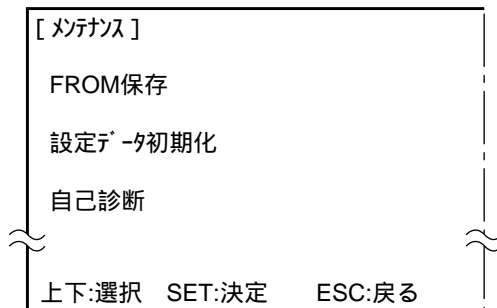 [ ﾒﾝﾃﾅﾝｽ ]
FROM保存
設定ﾃﾞｰﾀ初期化
自己診断
上下:選択 SET:決定 ESC:戻る